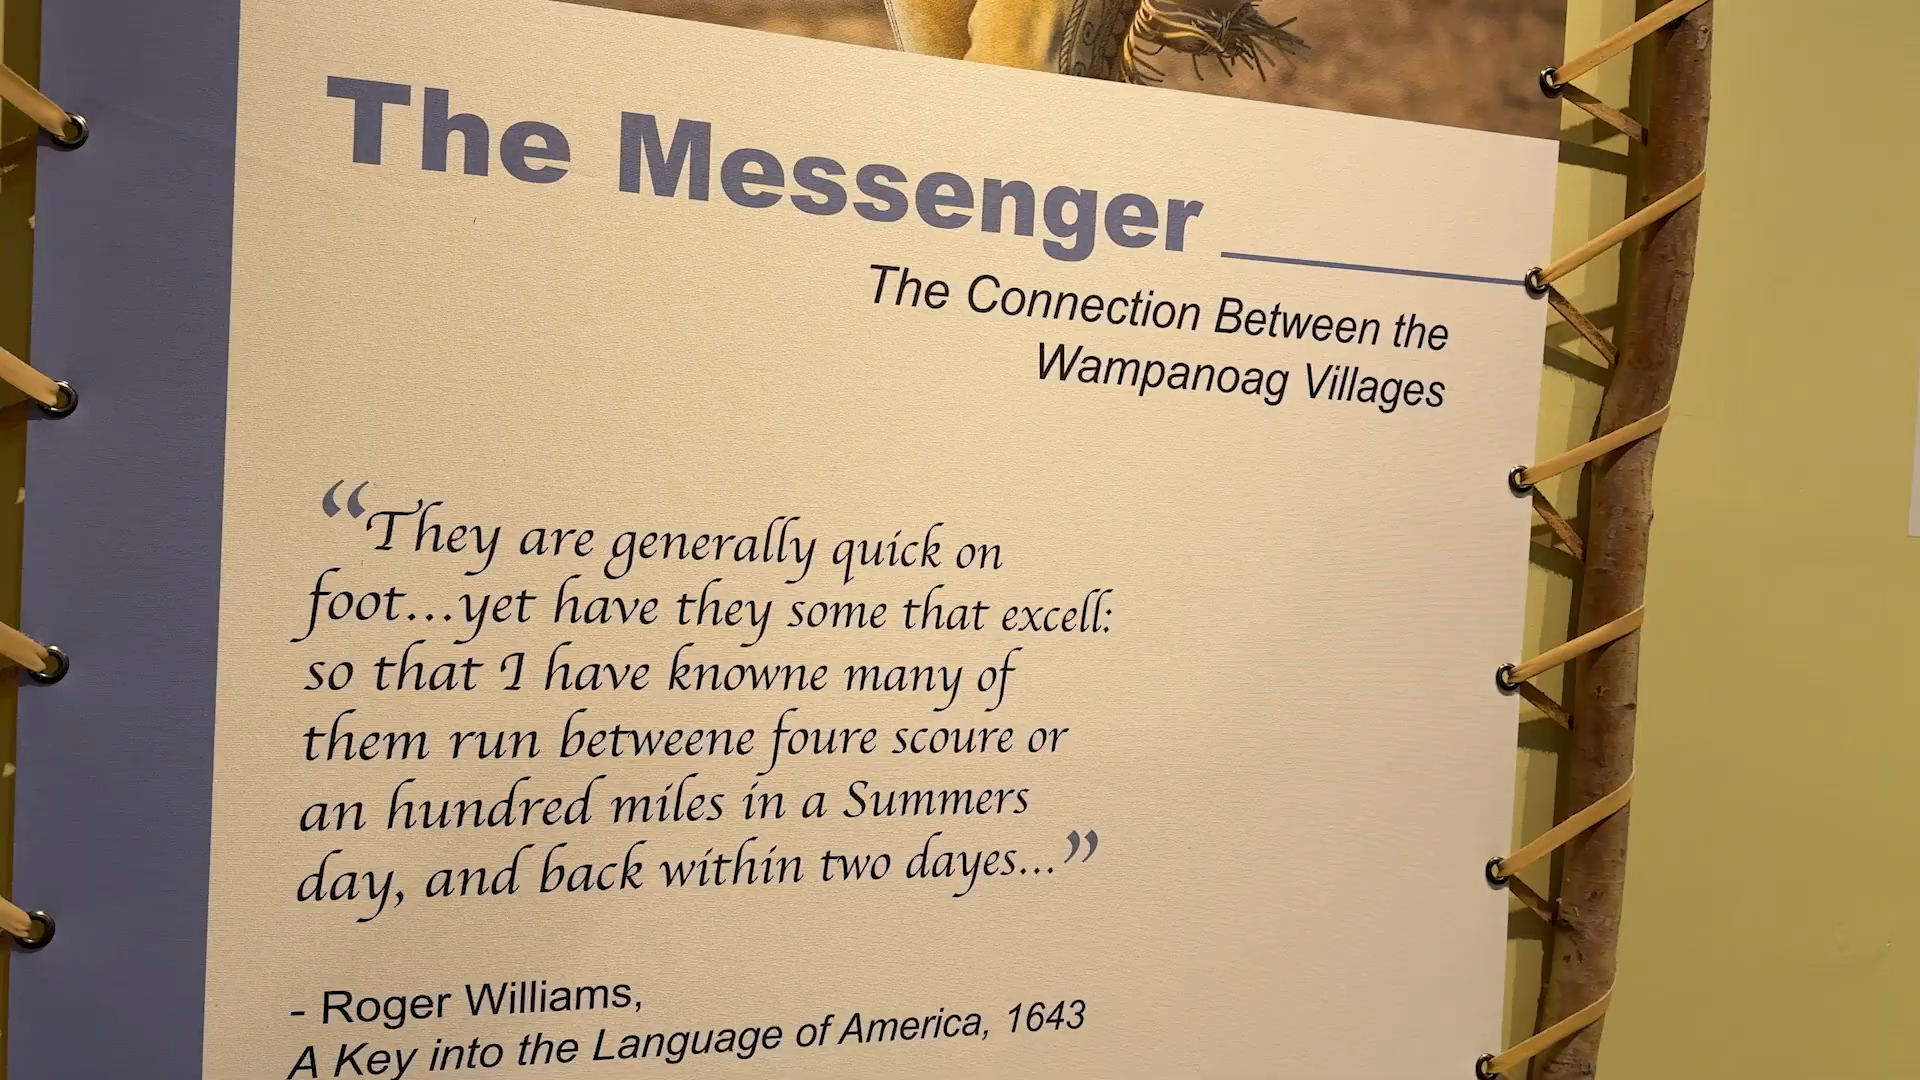 The Messenger
The Connection Between the
Wampanoag Villages
“They are generally quick on
foot...yet have they some that excell:
so that I have knowne many of
them run betweene foure scoure or
an hundred miles in a Summers
day, and back within two dayes...”
- Roger Williams,
A Key into the Language of America, 1643